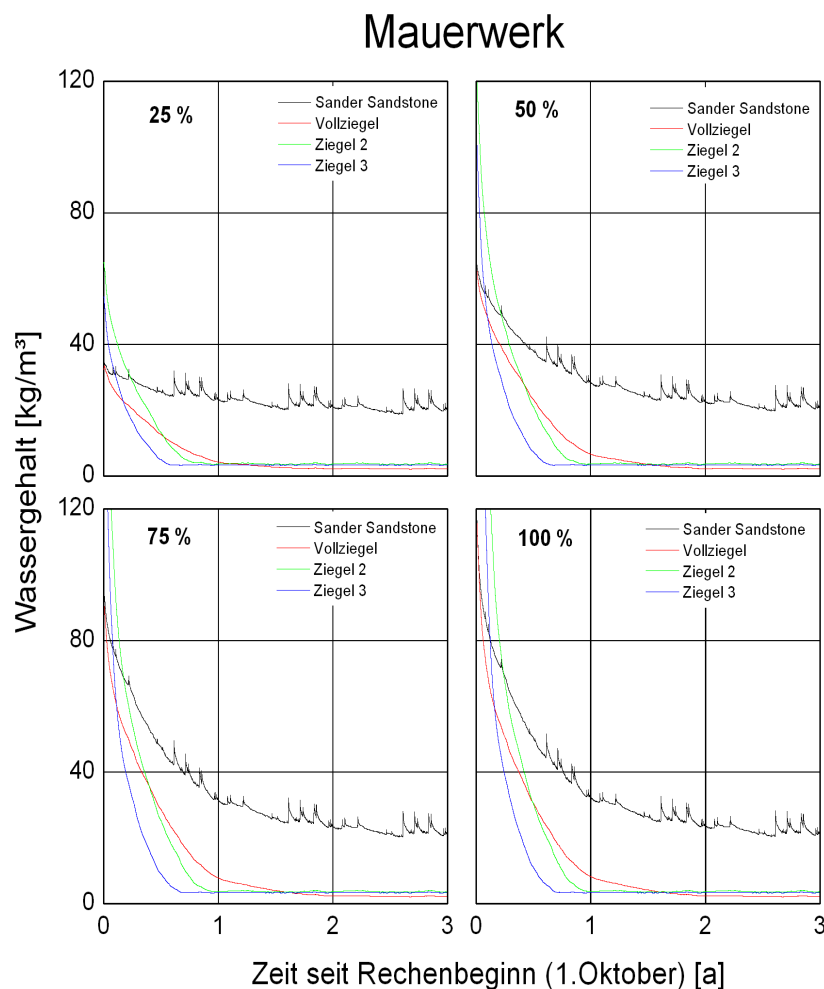 Mauerwerk
120
80
40
0
25 %
Sander Sandstone
Vollziegel
Ziegel 2
Ziegel 3
50 %
Sander Sandstone
Vollziegel
Ziegel 2
Ziegel 3
Wassergehalt [kg/m³]
120
80
40
0
75 %
Sander Sandstone
Vollziegel
Ziegel 2
Ziegel 3
100 %
Sander Sandstone
Vollziegel
Ziegel 2
Ziegel 3
0 1 2 3
0 1 2 3
Zeit seit Rechenbeginn (1.Oktober) [a]